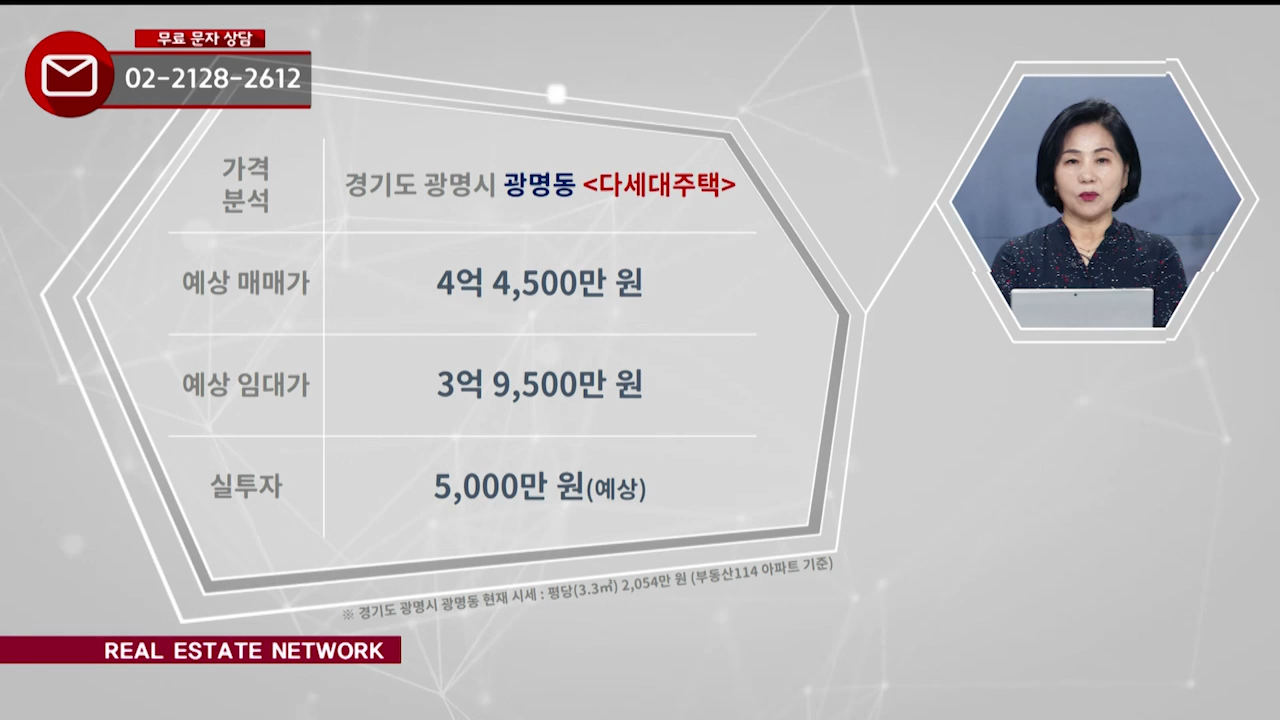 무료 문자 상담
02-2128-2612
가격
분석
경기도 광명시 광명동 <다세대주택>
예상 매매가
4억 4,500만 원
예상 임대가
3억 9,500만 원
실투자
5,000만 원(예상)
※ 경기도 광명시 광명동 현재 시세 : 평당(3.3㎡) 2,054만 원 (부동산114 아파트 기준)
REAL ESTATE NETWORK